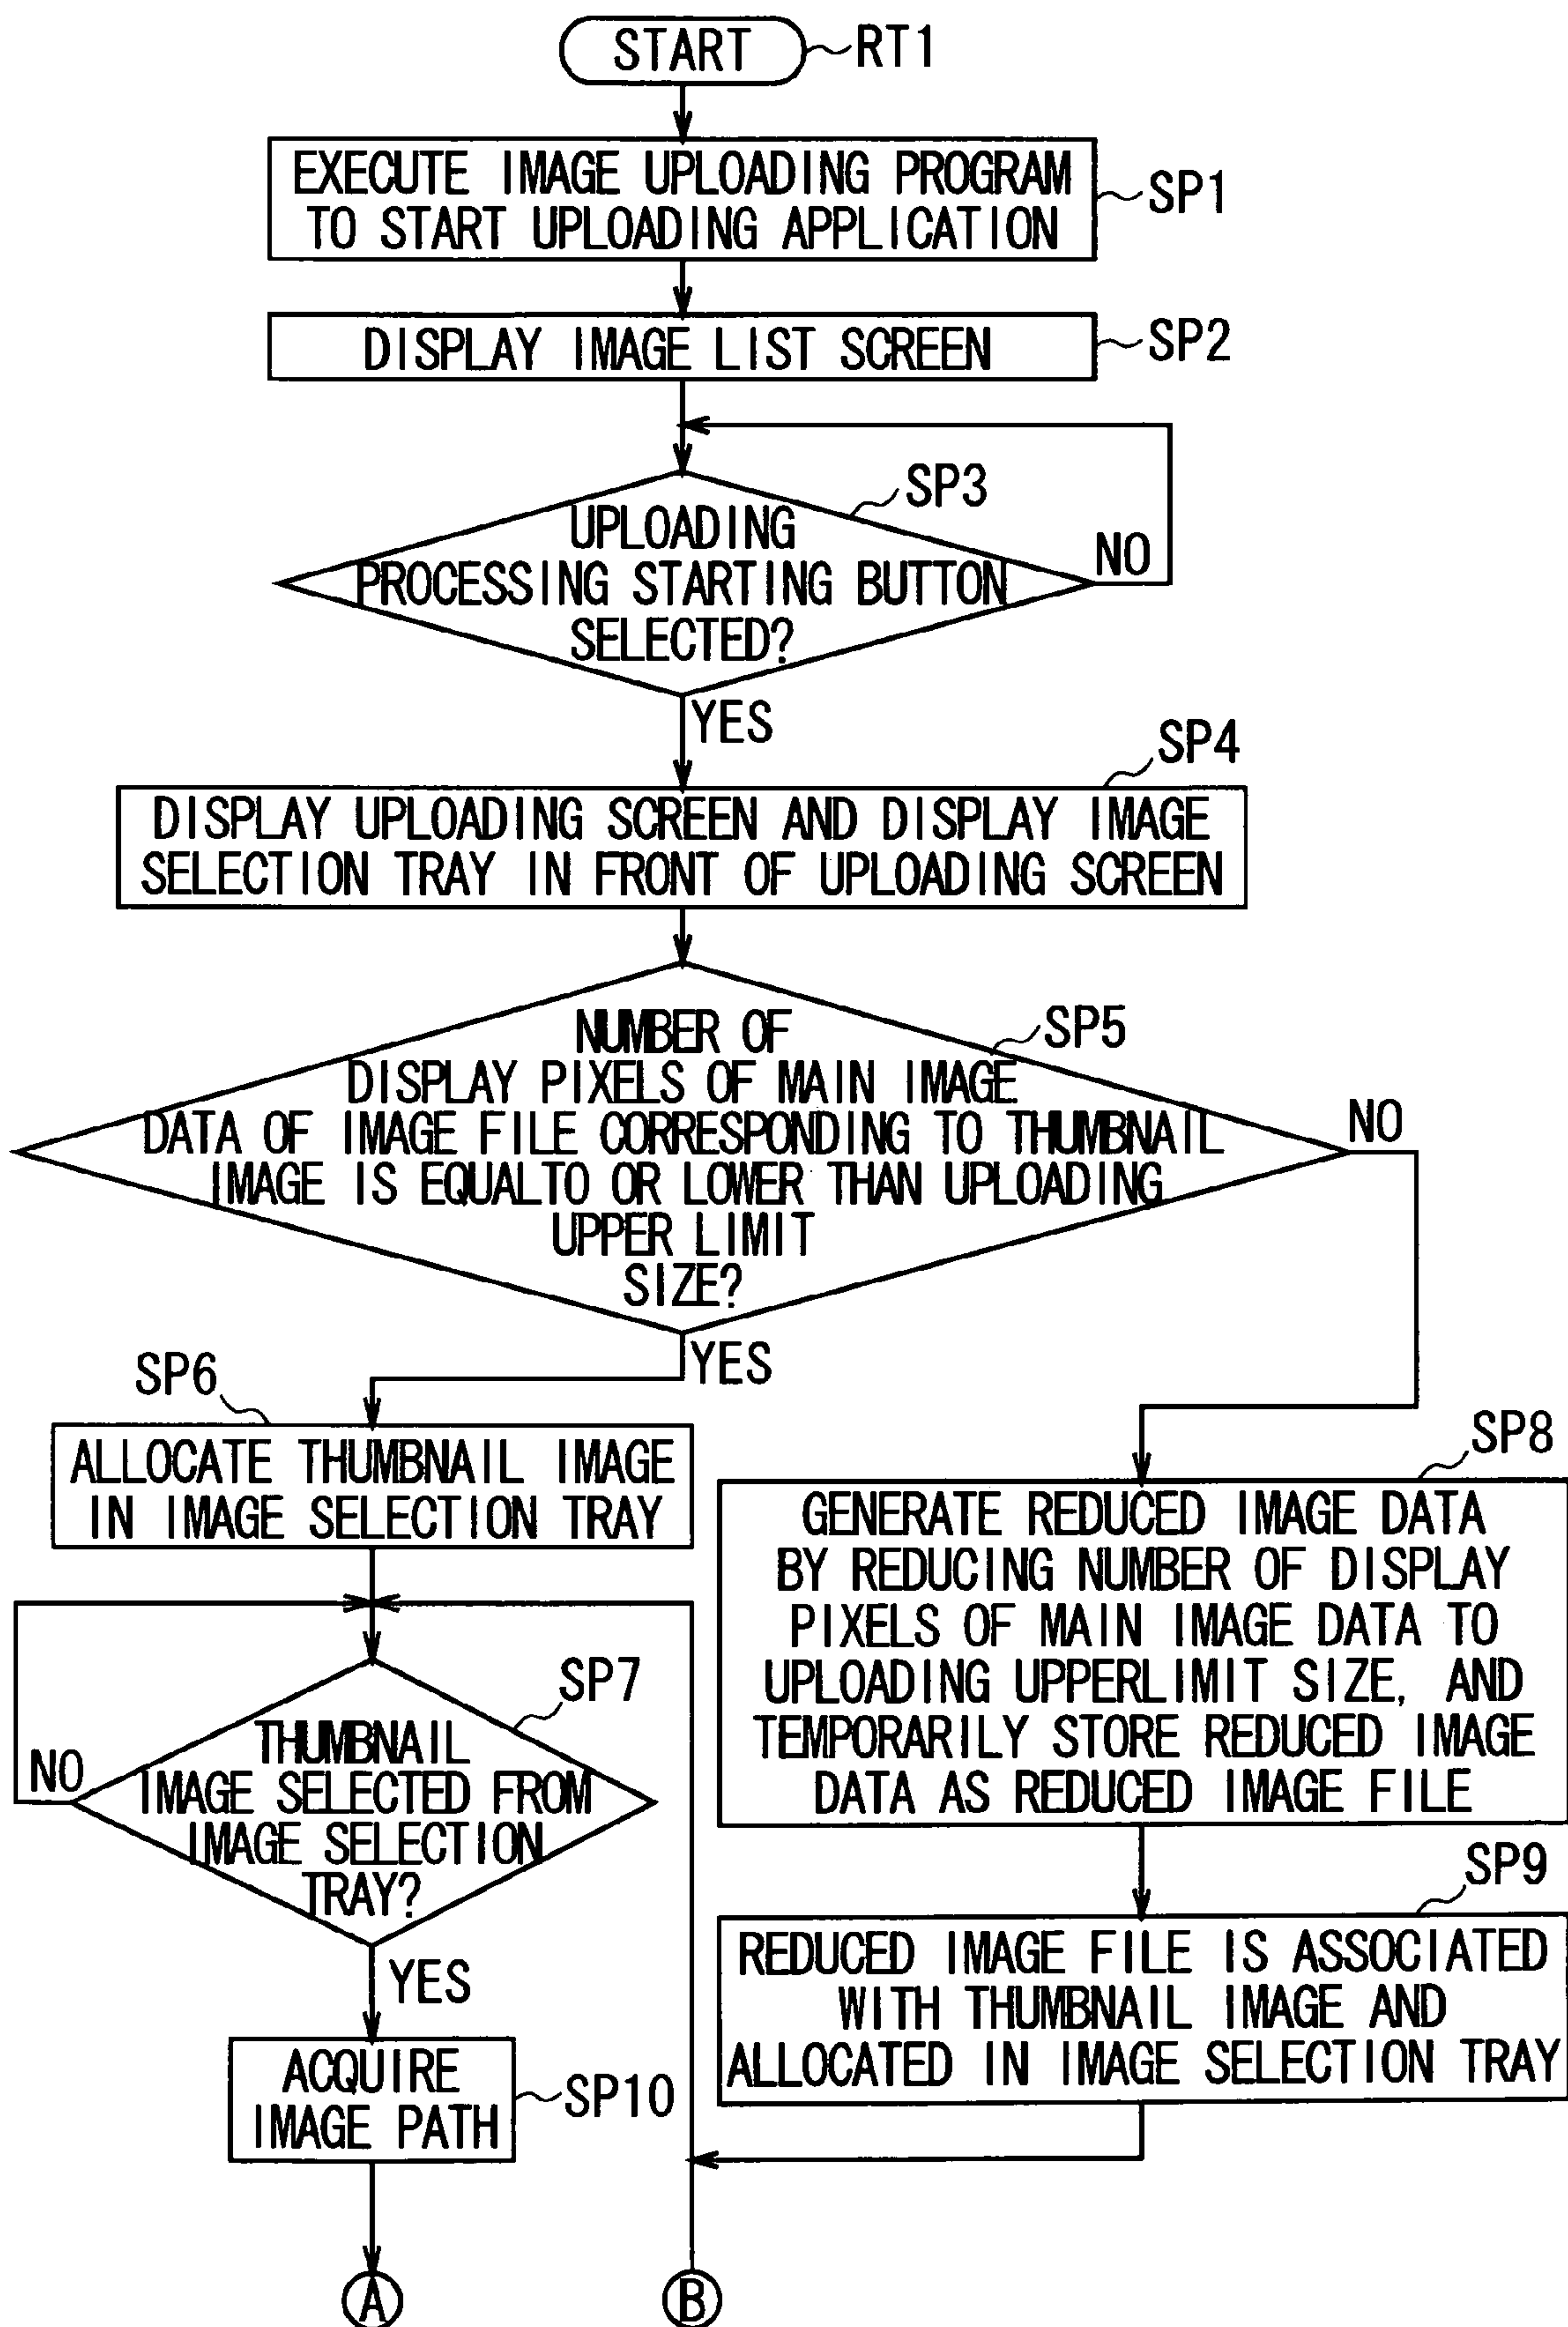 START
RT1
EXECUTE IMAGE UPLOADING PROGRAM
TO START UPLOADING APPLICATION
SP1
DISPLAY IMAGE LIST SCREEN
SP2
SP3
UPLOADING
PROCESSING STARTING BUTTON
SELECTED?
NO
YES
SP4
DISPLAY UPLOADING SCREEN AND DISPLAY IMAGE
SELECTION TRAY IN FRONT OF UPLOADING SCREEN
SP5
NUMBER OF
DISPLAY PIXELS OF MAIN IMAGE
DATA OF IMAGE FILE CORRESPONDING TO THUMBNAIL
IMAGE IS EQUALTO OR LOWER THAN UPLOADING
UPPER LIMIT
SIZE?
NO
YES
SP6
ALLOCATE THUMBNAIL IMAGE
IN IMAGE SELECTION TRAY
SP7
THUMBNAIL
IMAGE SELECTED FROM
IMAGE SELECTION
TRAY?
NO
YES
SP8
GENERATE REDUCED IMAGE DATA
BY REDUCING NUMBER OF DISPLAY
PIXELS OF MAIN IMAGE DATA TO
UPLOADING UPPERLIMIT SIZE, AND
TEMPORARILY STORE REDUCED IMAGE
DATA AS REDUCED IMAGE FILE
SP9
REDUCED IMAGE FILE IS ASSOCIATED
WITH THUMBNAIL IMAGE AND
ALLOCATED IN IMAGE SELECTION TRAY
ACQUIRE
IMAGE PATH
SP10
A
B